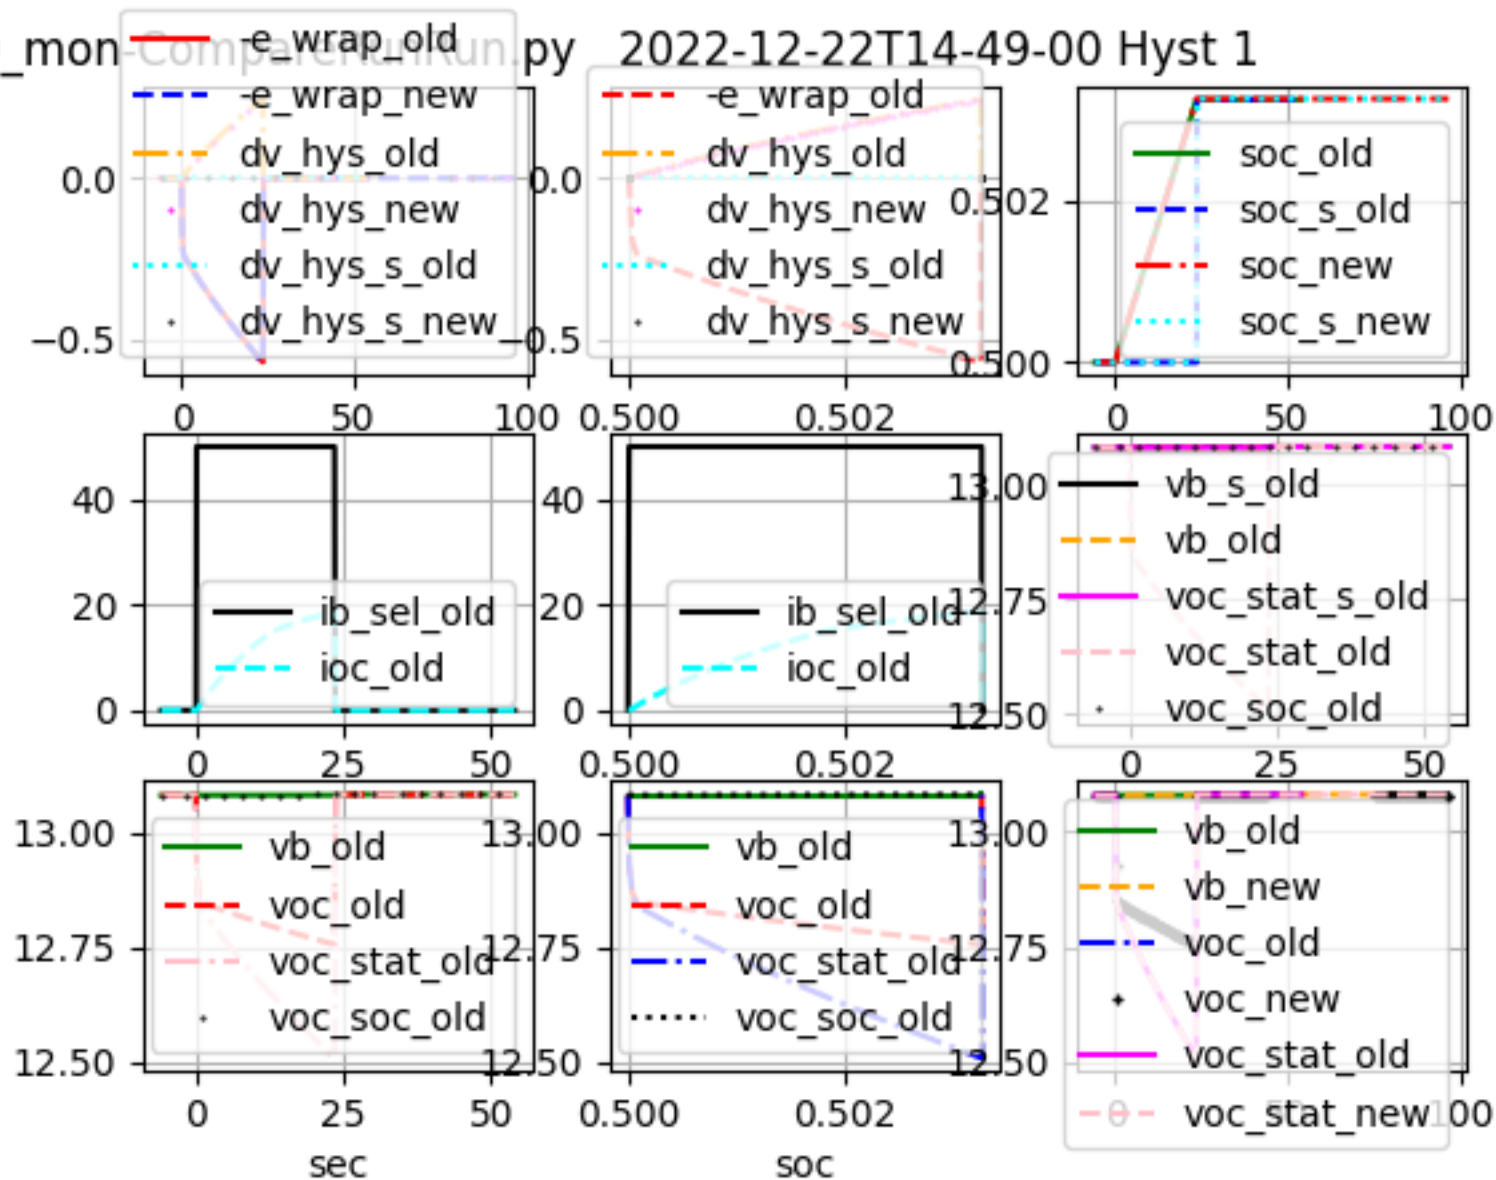 _mon-CompareRunRun.py 2022-12-22T14-49-00 Hyst 1
-e_wrap_old
-e_wrap_new
dv_hys_old
dv_hys_new
dv_hys_s_old
dv_hys_s_new
0.0
−0.5
0 50 100
-e_wrap_old
dv_hys_old
dv_hys_new
dv_hys_s_old
dv_hys_s_new
0.0
−0.5
0.500 0.502
soc_old
soc_s_old
soc_new
soc_s_new
0.502
0.500
0 50 100
40
20
0
ib_sel_old
ioc_old
0 25 50
40
20
0
ib_sel_old
ioc_old
0.500 0.502
13.00
12.75
12.50
vb_s_old
vb_old
voc_stat_s_old
voc_stat_old
voc_soc_old
0 25 50
13.00
12.75
12.50
vb_old
voc_old
voc_stat_old
voc_soc_old
0 25 50
sec
13.00
12.75
12.50
vb_old
voc_old
voc_stat_old
voc_soc_old
0.500 0.502
soc
13.00
12.75
12.50
vb_old
vb_new
voc_old
voc_new
voc_stat_old
voc_stat_new
0 50 100